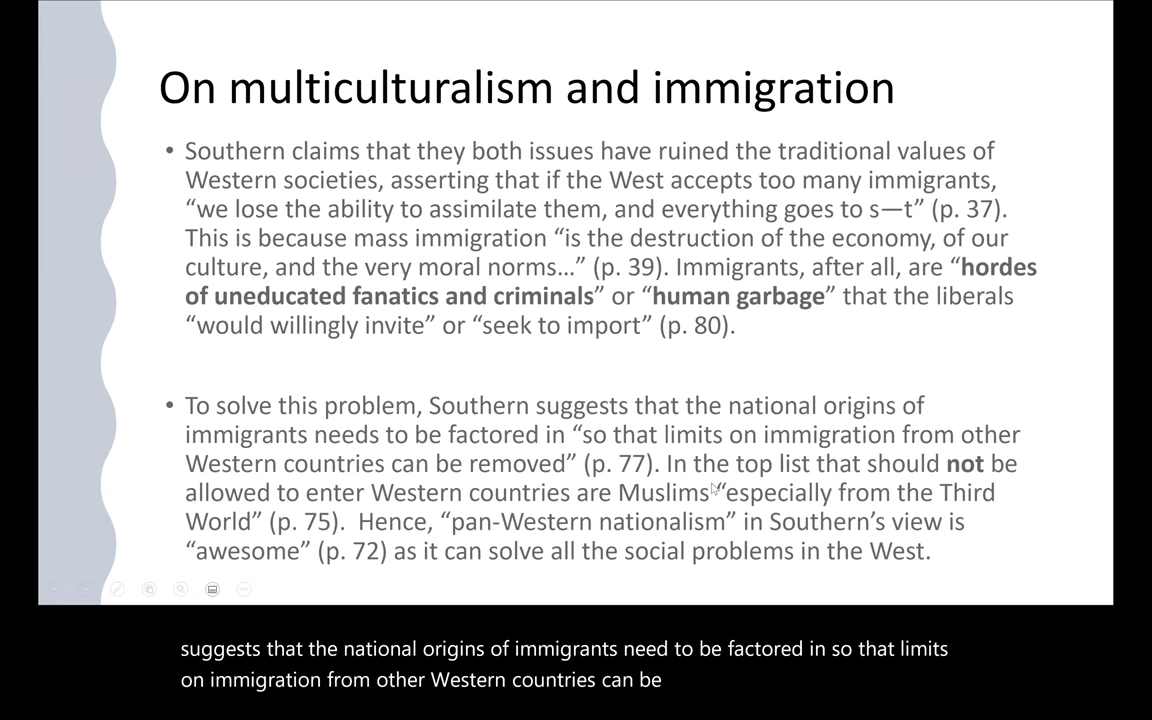 On multiculturalism and immigration
• Southern claims that they both issues have ruined the traditional values of
Western societies, asserting that if the West accepts too many immigrants,
“we lose the ability to assimilate them, and everything goes to s—t” (p. 37).
This is because mass immigration “is the destruction of the economy, of our
culture, and the very moral norms…” (p. 39). Immigrants, after all, are “hordes
of uneducated fanatics and criminals” or “human garbage” that the liberals
“would willingly invite” or “seek to import” (p. 80).
• To solve this problem, Southern suggests that the national origins of
immigrants needs to be factored in “so that limits on immigration from other
Western countries can be removed” (p. 77). In the top list that should not be
allowed to enter Western countries are Muslims “especially from the Third
World” (p. 75).  Hence, “pan-Western nationalism” in Southern’s view is
“awesome” (p. 72) as it can solve all the social problems in the West.
suggests that the national origins of immigrants need to be factored in so that limits
on immigration from other Western countries can be